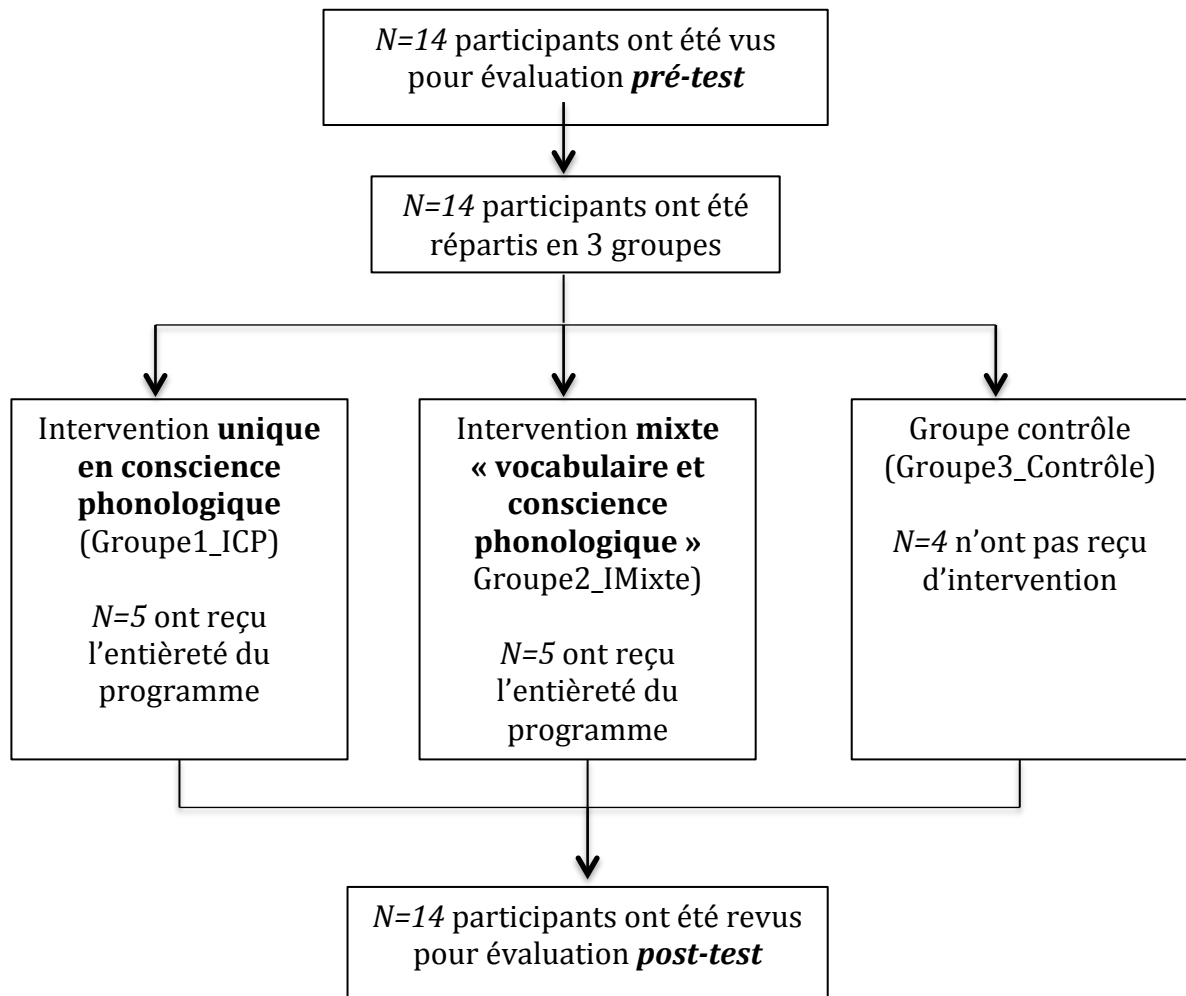 N=14 participants ont été vus
pour évaluation pré-test
N=14 participants ont été
répartis en 3 groupes
Intervention unique
en conscience
phonologique
(Groupe1_ICP)
N=5 ont reçu
l’entièreté du
programme
Intervention mixte
« vocabulaire et
conscience
phonologique »
Groupe2_IMixte)
N=5 ont reçu
l’entièreté du
programme
Groupe contrôle
(Groupe3_Contrôle)
N=4 n’ont pas reçu
d’intervention
N=14 participants ont été revus
pour évaluation post-test